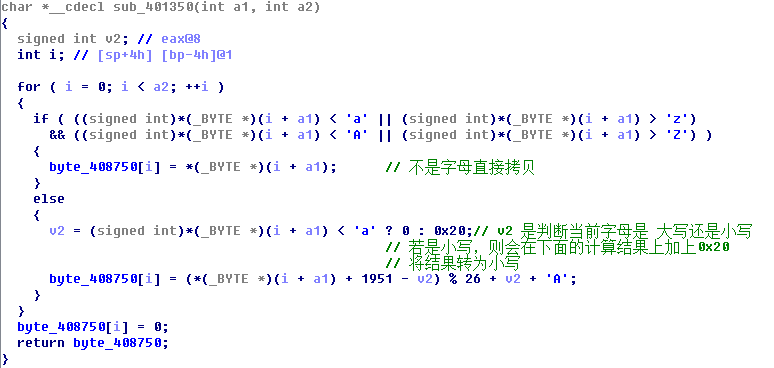 char *__cdecl sub_401350(int a1, int a2)
{
  signed int v2; // eax@8
  int i; // [sp+4h] [bp-4h]@1

  for ( i = 0; i < a2; ++i )
  {
    if ( ((signed int)*(_BYTE *)(i + a1) < 'a' || (signed int)*(_BYTE *)(i + a1) > 'z')
      && ((signed int)*(_BYTE *)(i + a1) < 'A' || (signed int)*(_BYTE *)(i + a1) > 'Z') )
    {
      byte_408750[i] = *(_BYTE *)(i + a1);      // 不是字母直接拷贝
    }
    else
    {
      v2 = (signed int)*(_BYTE *)(i + a1) < 'a' ? 0 : 0x20;// v2 是判断当前字母是 大写还是小写
                                                // 若是小写，则会在下面的计算结果上加上0x20
                                                // 将结果转为小写
      byte_408750[i] = (*(_BYTE *)(i + a1) + 1951 - v2) % 26 + v2 + 'A';
    }
  }
  byte_408750[i] = 0;
  return byte_408750;
}